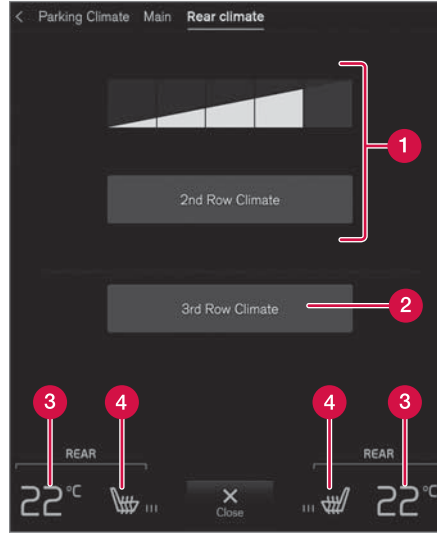 < Parking Climate Main Rear climate
1
2nd Row Climate
3rd Row Climate
2
3 4 4 3
REAR REAR
22°C 22°C
Close